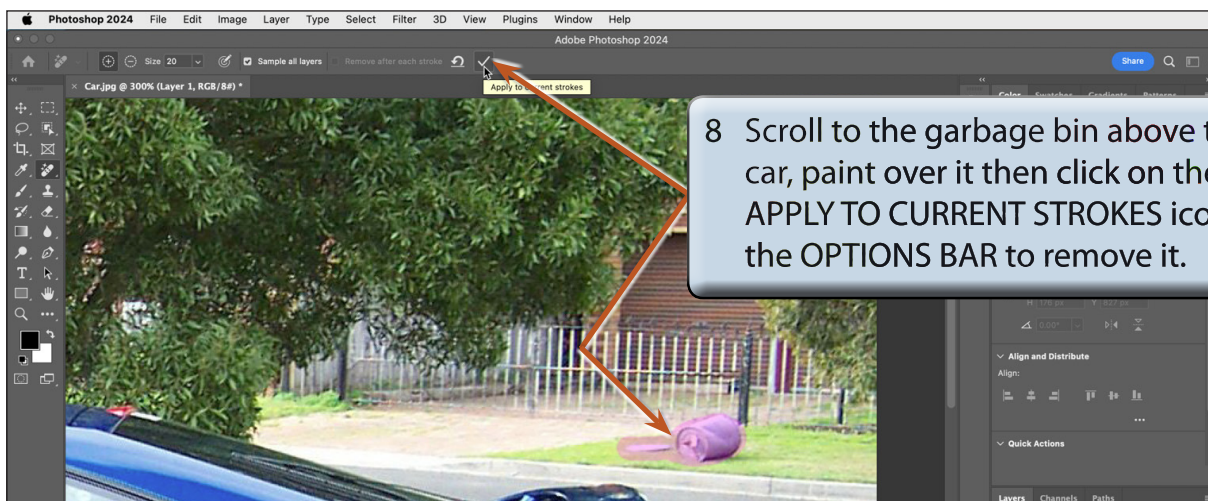 Photoshop 2024 File Edit Image Layer Type Select Filter 3D View Plugins Window Help
Adobe Photoshop 2024
Size 20 Sample all layers Remove after each stroke Share
Apply to current strokes
× Car.jpg @ 300% (Layer 1, RGB/8#) *
Color Swatches Gradients Patterns
8 Scroll to the garbage bin above t
car, paint over it then click on the
APPLY TO CURRENT STROKES ico
the OPTIONS BAR to remove it.
0.00°
Align and Distribute
Align:
Quick Actions
Layers Channels Paths